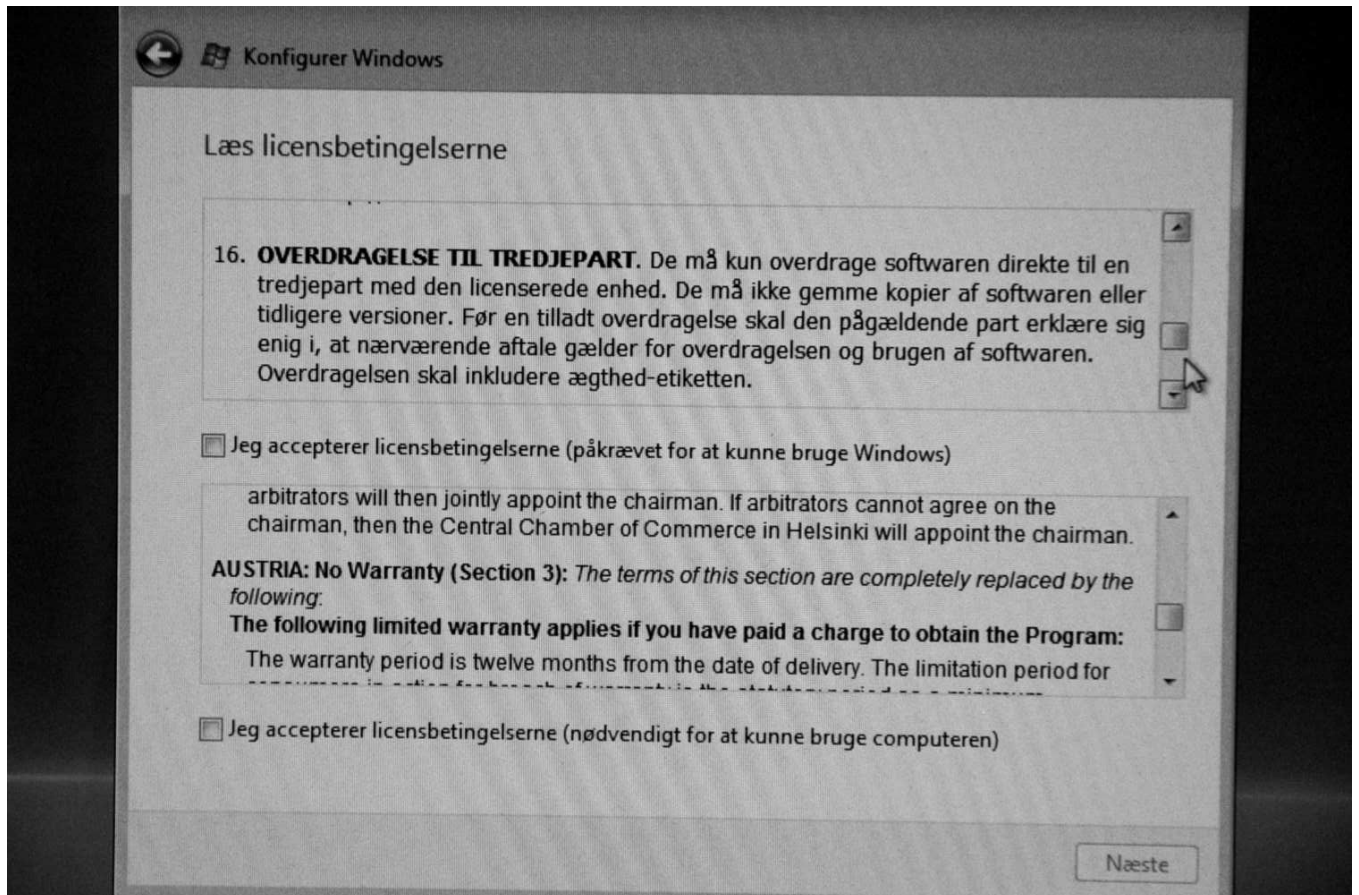 Konfigurer Windows
Læs licensbetingelserne
16. OVERDRAGELSE TIL TREDJEPART. De må kun overdrage softwaren direkte til en
tredjepart med den licenserede enhed. De må ikke gemme kopier af softwaren eller
tidligere versioner. Før en tilladt overdragelse skal den pågældende part erklære sig
enig i, at nærværende aftale gælder for overdragelsen og brugen af softwaren.
Overdragelsen skal inkludere ægthed-etiketten.
Jeg accepterer licensbetingelserne (påkrævet for at kunne bruge Windows)
arbitrators will then jointly appoint the chairman. If arbitrators cannot agree on the
chairman, then the Central Chamber of Commerce in Helsinki will appoint the chairman.
AUSTRIA: No Warranty (Section 3): The terms of this section are completely replaced by the
following:
The following limited warranty applies if you have paid a charge to obtain the Program:
The warranty period is twelve months from the date of delivery. The limitation period for
Jeg accepterer licensbetingelserne (nødvendigt for at kunne bruge computeren)
Næste